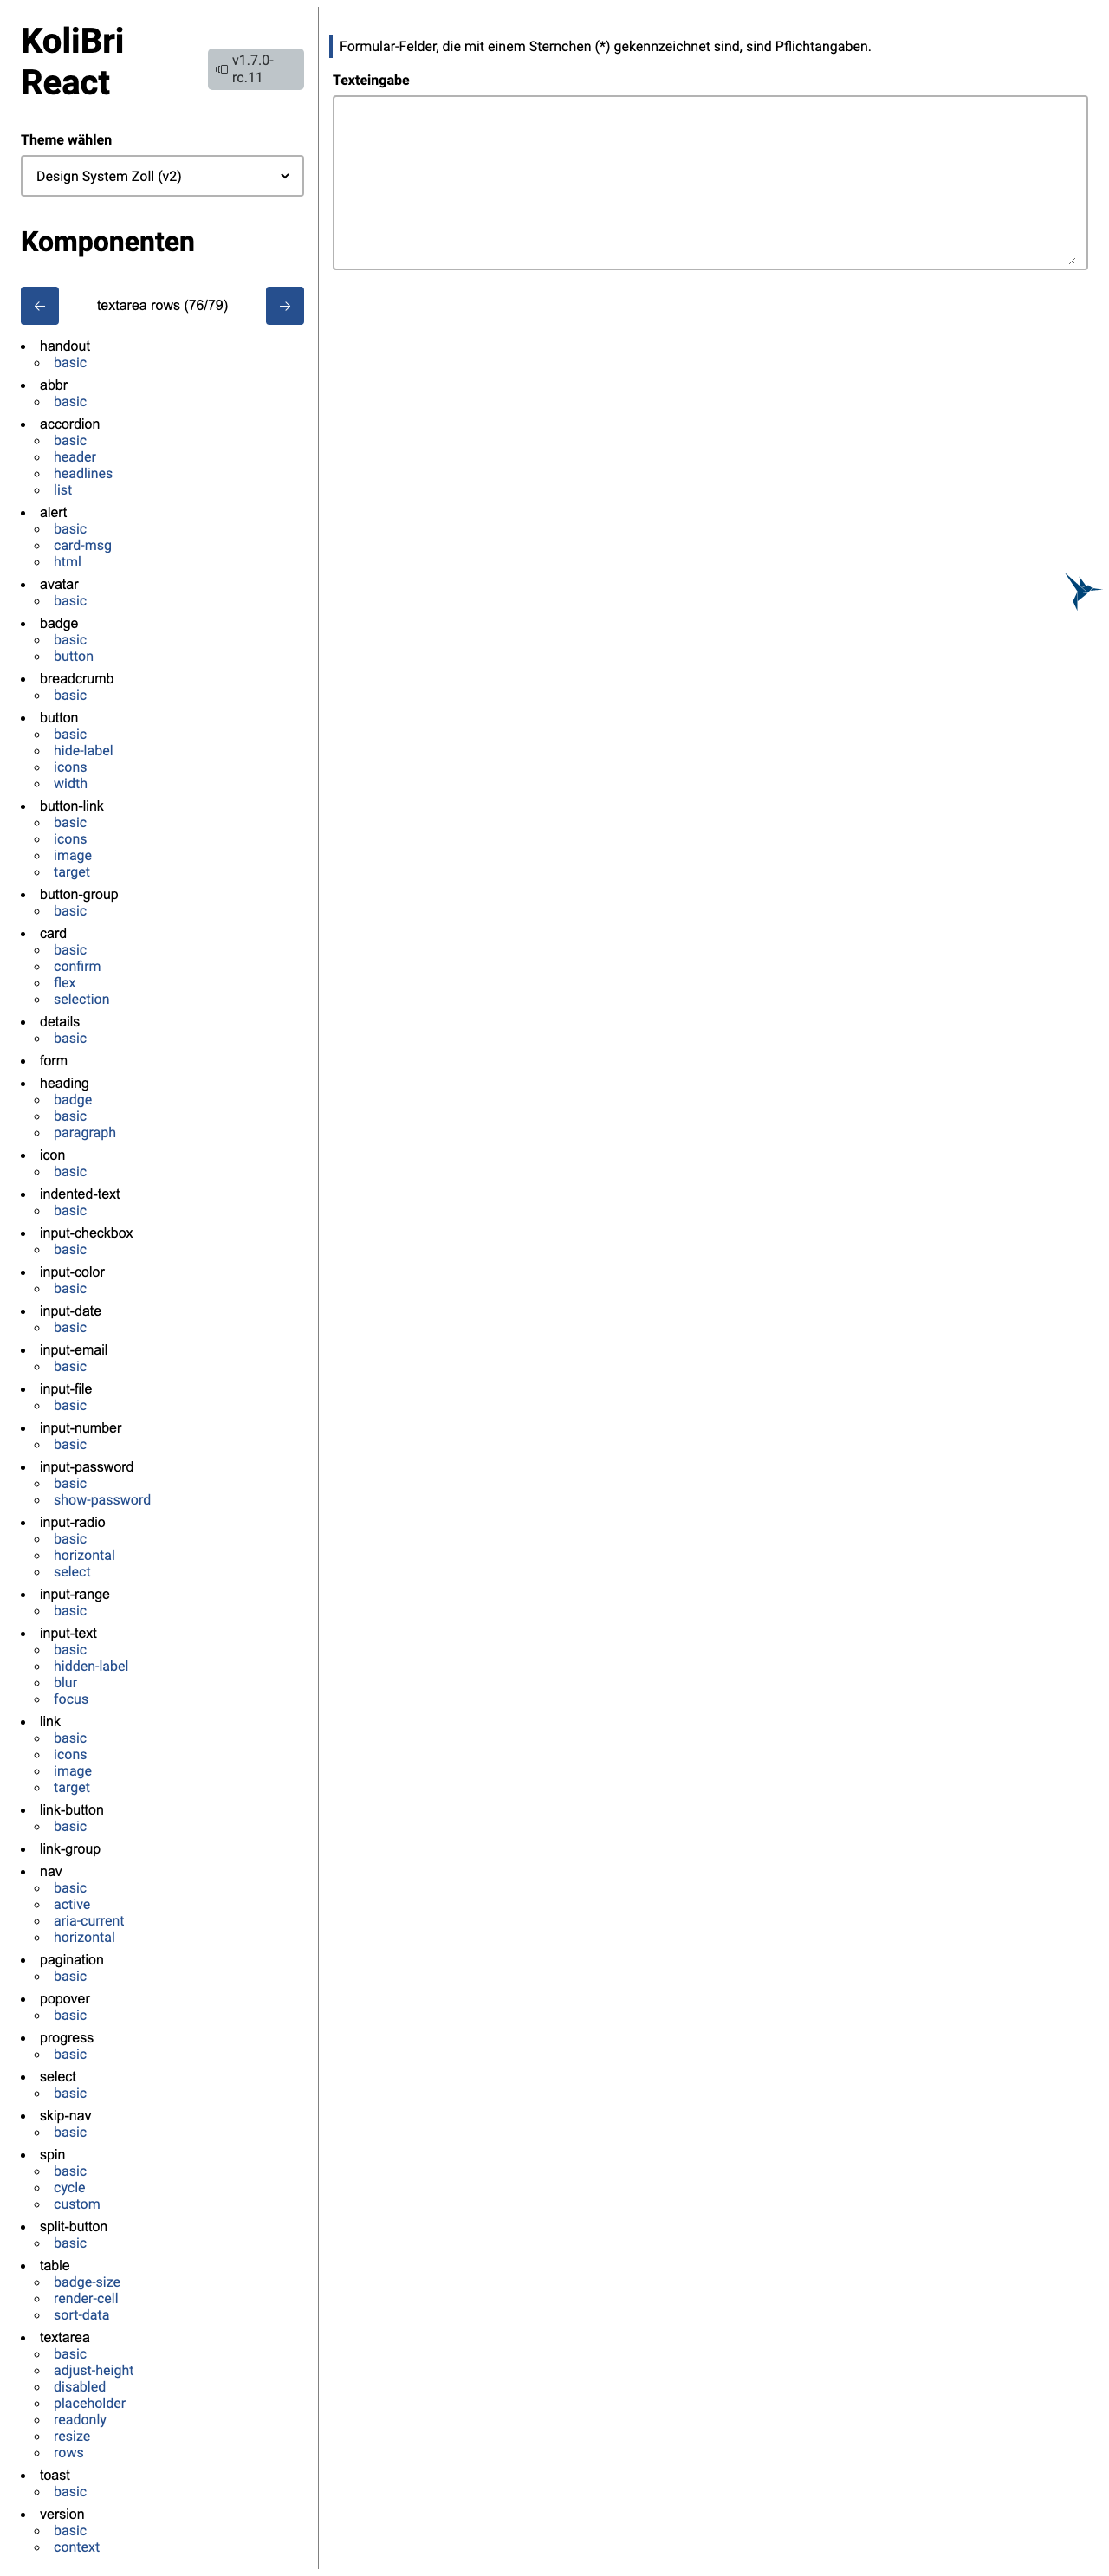 KoliBri
React
v1.7.0-
rc.11
Theme wählen
Design System Zoll (v2)
Komponenten
textarea rows (76/79)
handout
basic
abbr
basic
accordion
basic
header
headlines
list
alert
basic
card-msg
html
avatar
basic
badge
basic
button
breadcrumb
basic
button
basic
hide-label
icons
width
button-link
basic
icons
image
target
button-group
basic
card
basic
confirm
flex
selection
details
basic
form
heading
badge
basic
paragraph
icon
basic
indented-text
basic
input-checkbox
basic
input-color
basic
input-date
basic
input-email
basic
input-file
basic
input-number
basic
input-password
basic
show-password
input-radio
basic
horizontal
select
input-range
basic
input-text
basic
hidden-label
blur
focus
link
basic
icons
image
target
link-button
basic
link-group
nav
basic
active
aria-current
horizontal
pagination
basic
popover
basic
progress
basic
select
basic
skip-nav
basic
spin
basic
cycle
custom
split-button
basic
table
badge-size
render-cell
sort-data
textarea
basic
adjust-height
disabled
placeholder
readonly
resize
rows
toast
basic
version
basic
context
Formular-Felder, die mit einem Sternchen (*) gekennzeichnet sind, sind Pflichtangaben.
Texteingabe